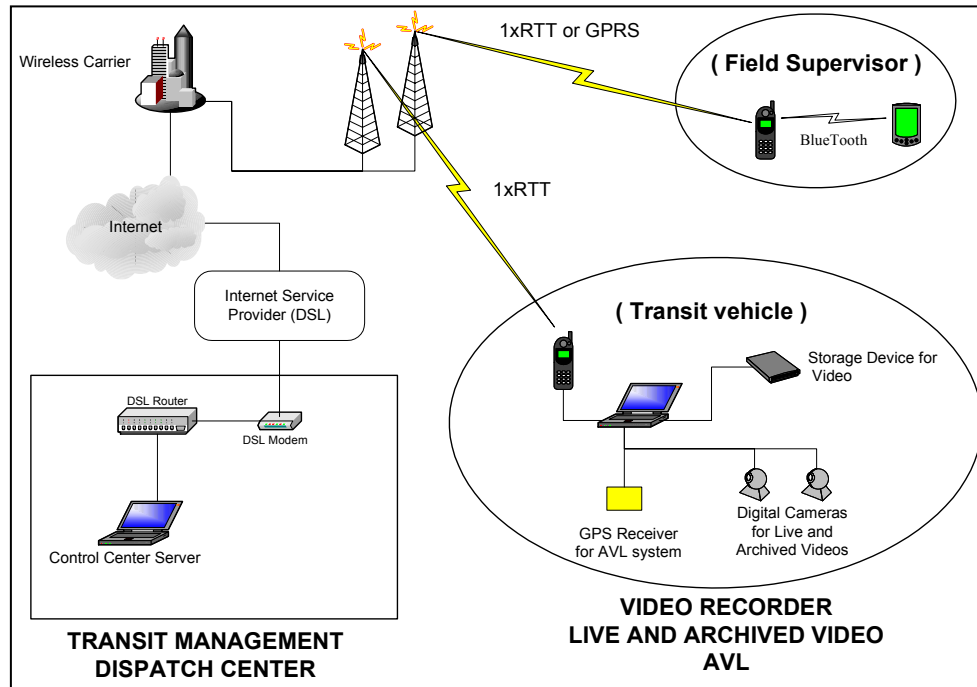 Wireless Carrier
1xRTT or GPRS
( Field Supervisor )
BlueTooth
1xRTT
Internet
Internet Service
Provider (DSL)
DSL Router
DSL Modem
Control Center Server
TRANSIT MANAGEMENT
DISPATCH CENTER
( Transit vehicle )
Storage Device for
Video
GPS Receiver
for AVL system
Digital Cameras
for Live and
Archived Videos
VIDEO RECORDER
LIVE AND ARCHIVED VIDEO
AVL